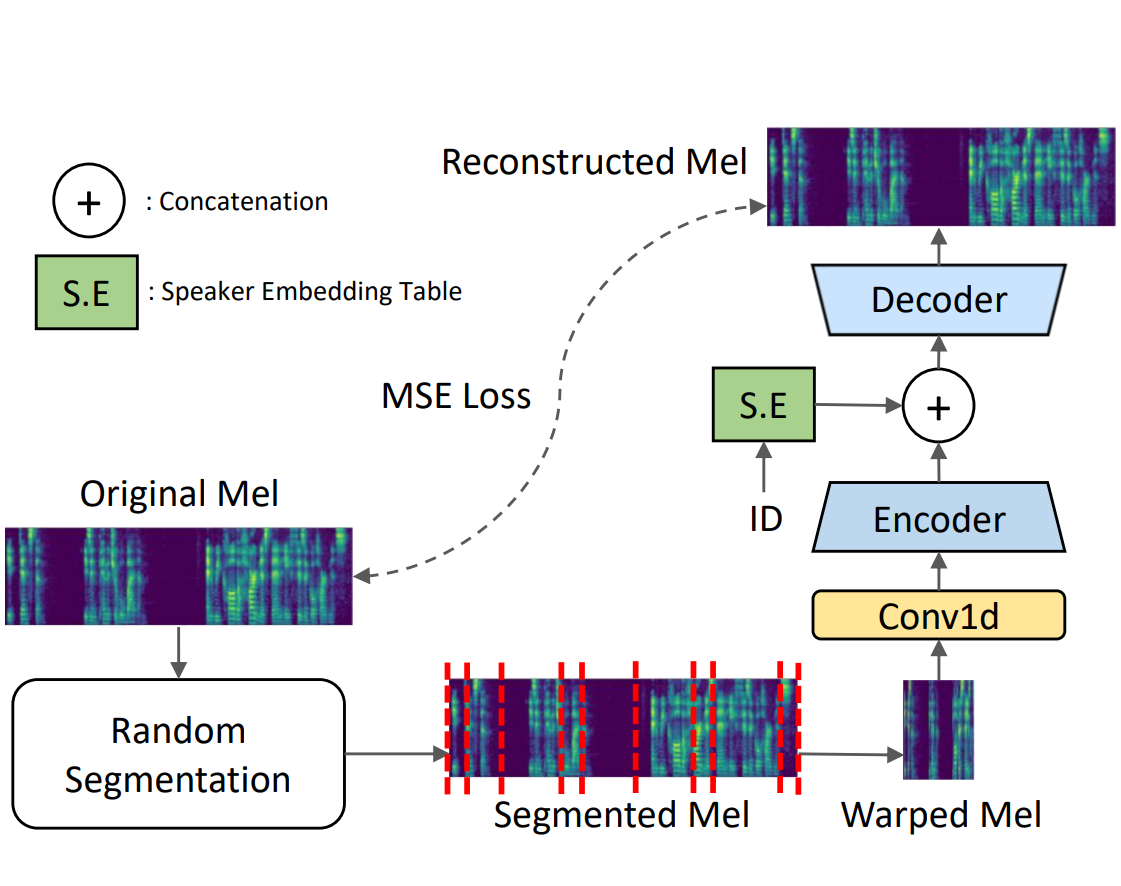 Reconstructed Mel
+ : Concatenation
S.E : Speaker Embedding Table
Decoder
MSE Loss
S.E
+
ID
Encoder
Original Mel
Conv1d
Random
Segmentation
Segmented Mel
Warped Mel